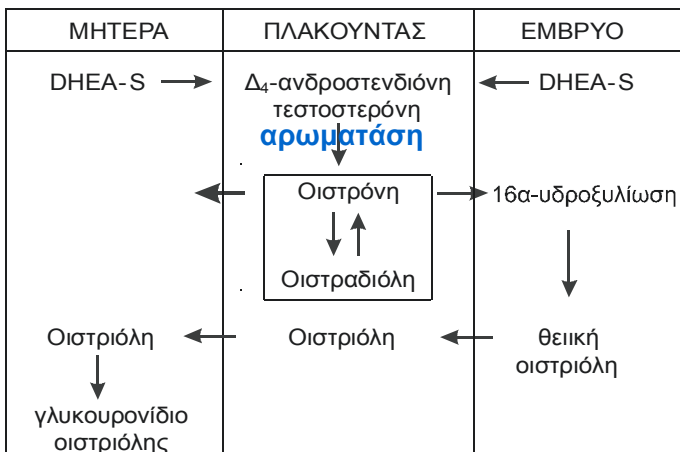 ΜΗΤΕΡΑ ΠΛΑΚΟΥΝΤΑΣ ΕΜΒΡΥΟ
DHEA-S Δ₄-ανδροστενδιόνη DHEA-S
τεστοστερόνη
αρωματάση
Οιστρόνη 16α-υδροξυλίωση
Οιστραδιόλη
Οιστριόλη Οιστριόλη θειική
οιστριόλη
γλυκουρονίδιο
οιστριόλης